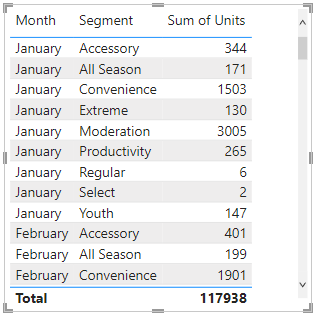 Month Segment Sum of Units
January Accessory 344
January All Season 171
January Convenience 1503
January Extreme 130
January Moderation 3005
January Productivity 265
January Regular 6
January Select 2
January Youth 147
February Accessory 401
February All Season 199
February Convenience 1901
Total 117938